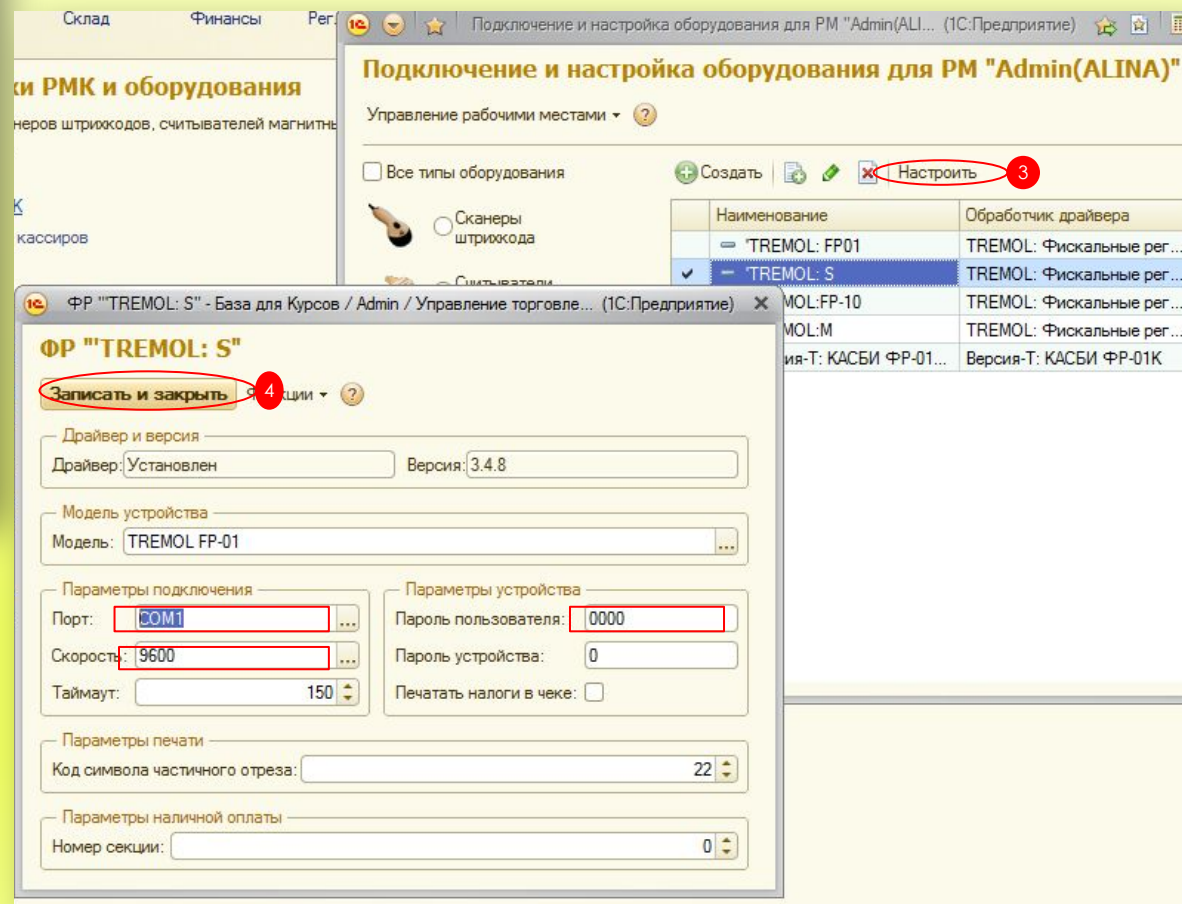 Склад Финансы Рег.
Подключение и настройка оборудования для РМ "Admin(ALI... (1С:Предприятие)
Подключение и настройка оборудования для РМ "Admin(ALINA)"
ки РМК и оборудования
Управление рабочими местами
неров штрихкодов, считывателей магнитнь
Все типы оборудования
Создать Настроить 3
К
кассиров
Сканеры
штрихкода
Считыватели
Наименование Обработчик драйвера
'TREMOL: FP01 TREMOL: Фискальные рег...
'TREMOL: S TREMOL: Фискальные рег...
MOL:FP-10 TREMOL: Фискальные рег...
MOL:M TREMOL: Фискальные рег...
ия-Т: КАСБИ ФР-01... Версия-Т: КАСБИ ФР-01К
ФР "'TREMOL: S" - База для Курсов / Admin / Управление торговле... (1С:Предприятие)
ФР "'TREMOL: S"
Записать и закрыть 4 ции
Драйвер и версия
Драйвер: Установлен Версия: 3.4.8
Модель устройства
Модель: TREMOL FP-01 ...
Параметры подключения
Порт: COM1 ...
Скорость: 9600 ...
Таймаут: 150
Параметры устройства
Пароль пользователя: 0000
Пароль устройства: 0
Печатать налоги в чеке:
Параметры печати
Код символа частичного отреза: 22
Параметры наличной оплаты
Номер секции: 0